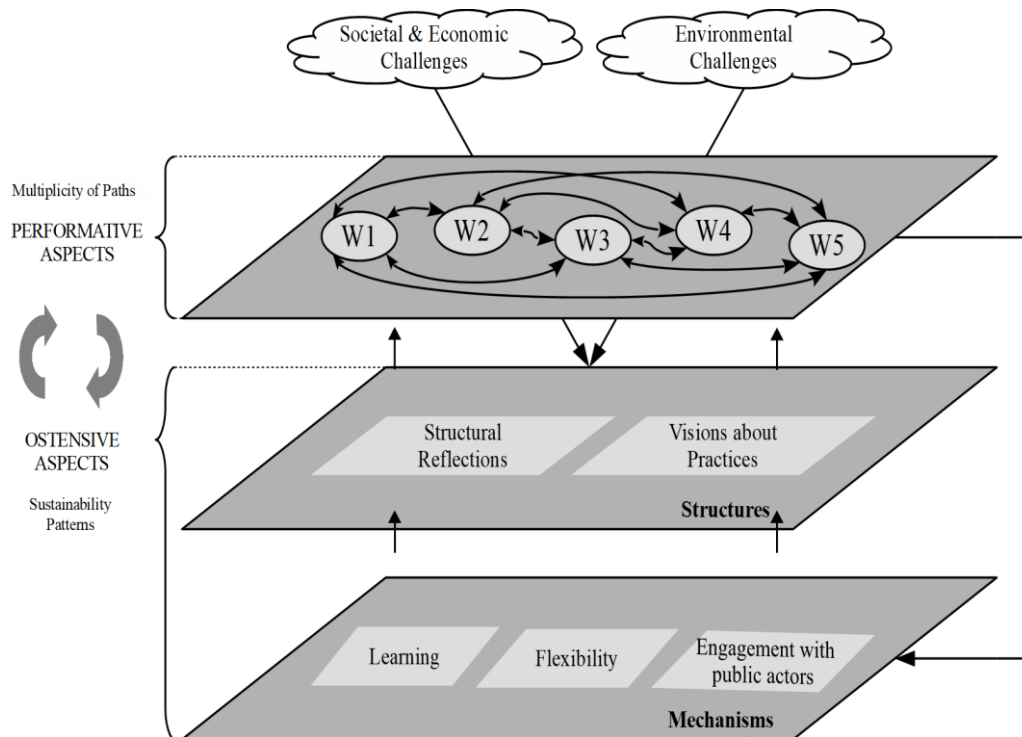 Societal & Economic
Challenges
Environmental
Challenges
Multiplicity of Paths
PERFORMATIVE
ASPECTS
W1
W2
W3
W4
W5
OSTENSIVE
ASPECTS
Sustainability
Patterns
Structural
Reflections
Visions about
Practices
Structures
Learning
Flexibility
Engagement with
public actors
Mechanisms